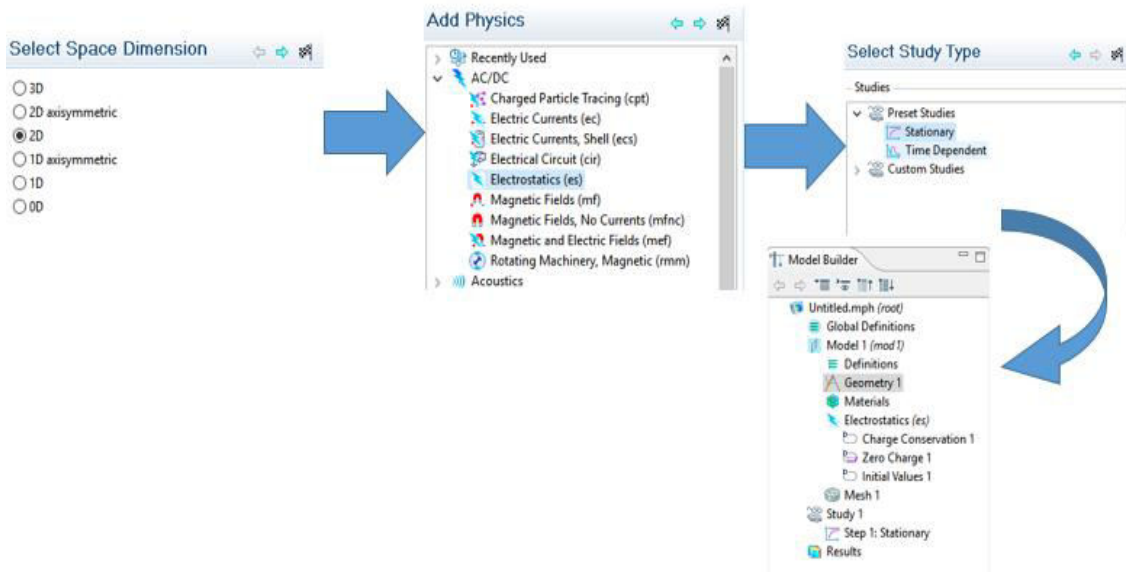 Select Space Dimension
3D
2D axisymmetric
2D
1D axisymmetric
1D
0D
Add Physics
Recently Used
AC/DC
Charged Particle Tracing (cpt)
Electric Currents (ec)
Electric Currents, Shell (ecs)
Electrical Circuit (cir)
Electrostatics (es)
Magnetic Fields (mf)
Magnetic Fields, No Currents (mfnc)
Magnetic and Electric Fields (mef)
Rotating Machinery, Magnetic (rmm)
Acoustics
Select Study Type
Studies
Preset Studies
Stationary
Time Dependent
Custom Studies
Model Builder
Untitled.mph (root)
Global Definitions
Model 1 (mod1)
Definitions
Geometry 1
Materials
Electrostatics (es)
Charge Conservation 1
Zero Charge 1
Initial Values 1
Mesh 1
Study 1
Step 1: Stationary
Results